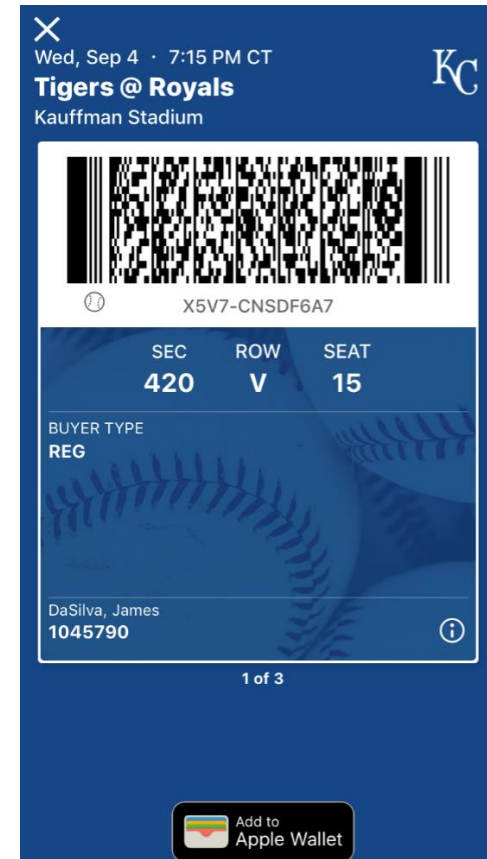 Wed, Sep 4 · 7:15 PM CT
KC
Tigers @ Royals
Kauffman Stadium
X5V7-CNSDF6A7
SEC ROW SEAT
420 V 15
BUYER TYPE
REG
DaSilva, James
1045790
1 of 3
Add to
Apple Wallet